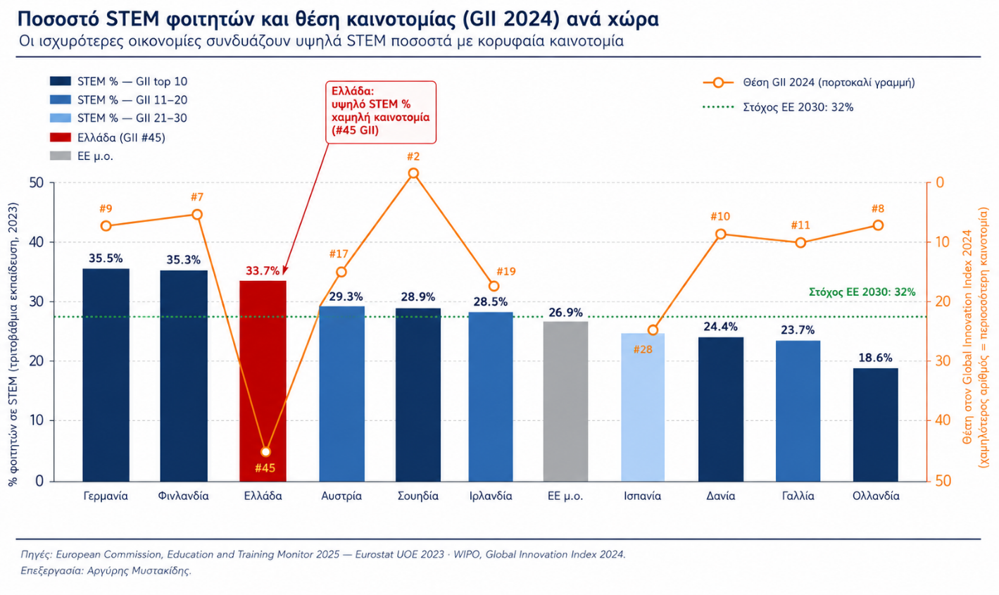 Ποσοστό STEM φοιτητών και θέση καινοτομίας (GII 2024) ανά χώρα
Οι ισχυρότερες οικονομίες συνδυάζουν υψηλά STEM ποσοστά με κορυφαία καινοτομία
STEM % — GII top 10
STEM % — GII 11–20
STEM % — GII 21–30
Ελλάδα (GII #45)
ΕΕ μ.ο.
Ελλάδα:
υψηλό STEM %
χαμηλή καινοτομία
(#45 GII)
Θέση GII 2024 (πορτοκαλί γραμμή)
Στόχος ΕΕ 2030: 32%
% φοιτητών σε STEM (τριτοβάθμια εκπαίδευση, 2023)
50
40
30
20
10
0
#9
#7
#45
#17
#2
#19
#28
#10
#11
#8
35.5%
35.3%
33.7%
29.3%
28.9%
28.5%
26.9%
24.4%
23.7%
18.6%
Στόχος ΕΕ 2030: 32%
0
10
20
30
40
50
Θέση στον Global Innovation Index 2024
(χαμηλότερος αριθμός = περισσότερη καινοτομία)
Γερμανία
Φινλανδία
Ελλάδα
Αυστρία
Σουηδία
Ιρλανδία
ΕΕ μ.ο.
Ισπανία
Δανία
Γαλλία
Ολλανδία
Πηγές: European Commission, Education and Training Monitor 2025 — Eurostat UOE 2023 · WIPO, Global Innovation Index 2024.
Επεξεργασία: Αργύρης Μυστακίδης.